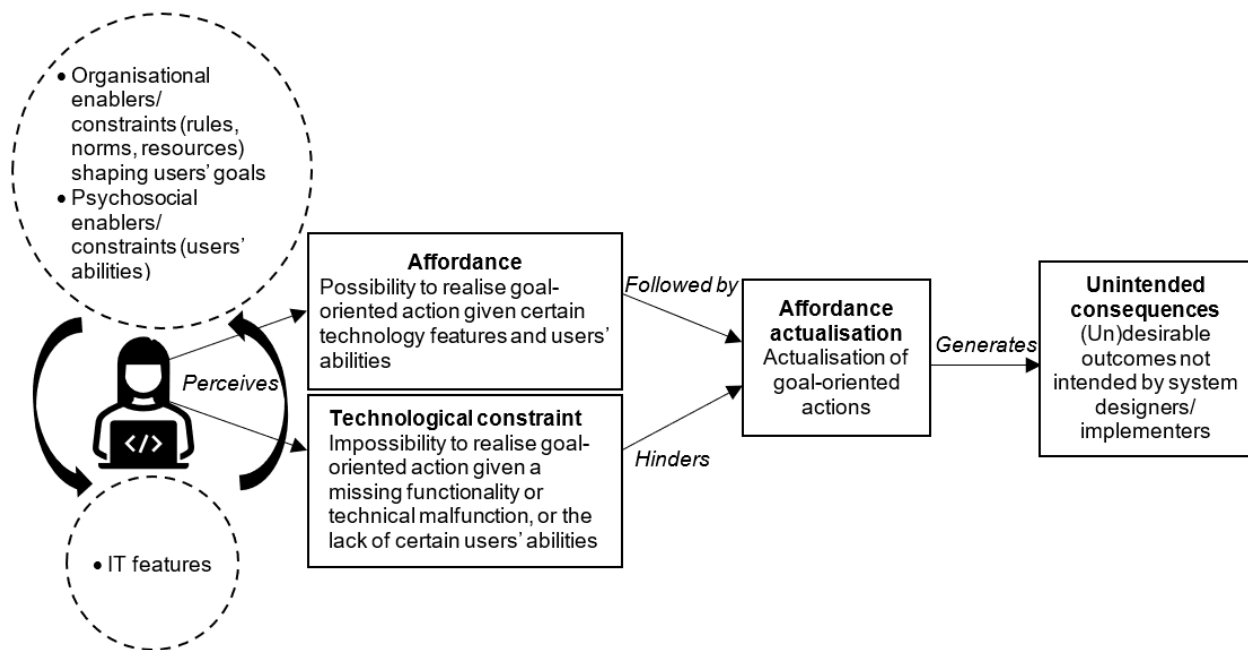 • Organisational
enablers/
constraints (rules,
norms, resources)
shaping users' goals
• Psychosocial
enablers/
constraints (users'
abilities)
Perceives
</>
• IT features
Affordance
Possibility to realise goal-
oriented action given certain
technology features and users'
abilities
Technological constraint
Impossibility to realise goal-
oriented action given a
missing functionality or
technical malfunction, or the
lack of certain users' abilities
Followed by
Hinders
Affordance
actualisation
Actualisation of
goal-oriented
actions
Generates
Unintended
consequences
(Un)desirable
outcomes not
intended by system
designers/
implementers